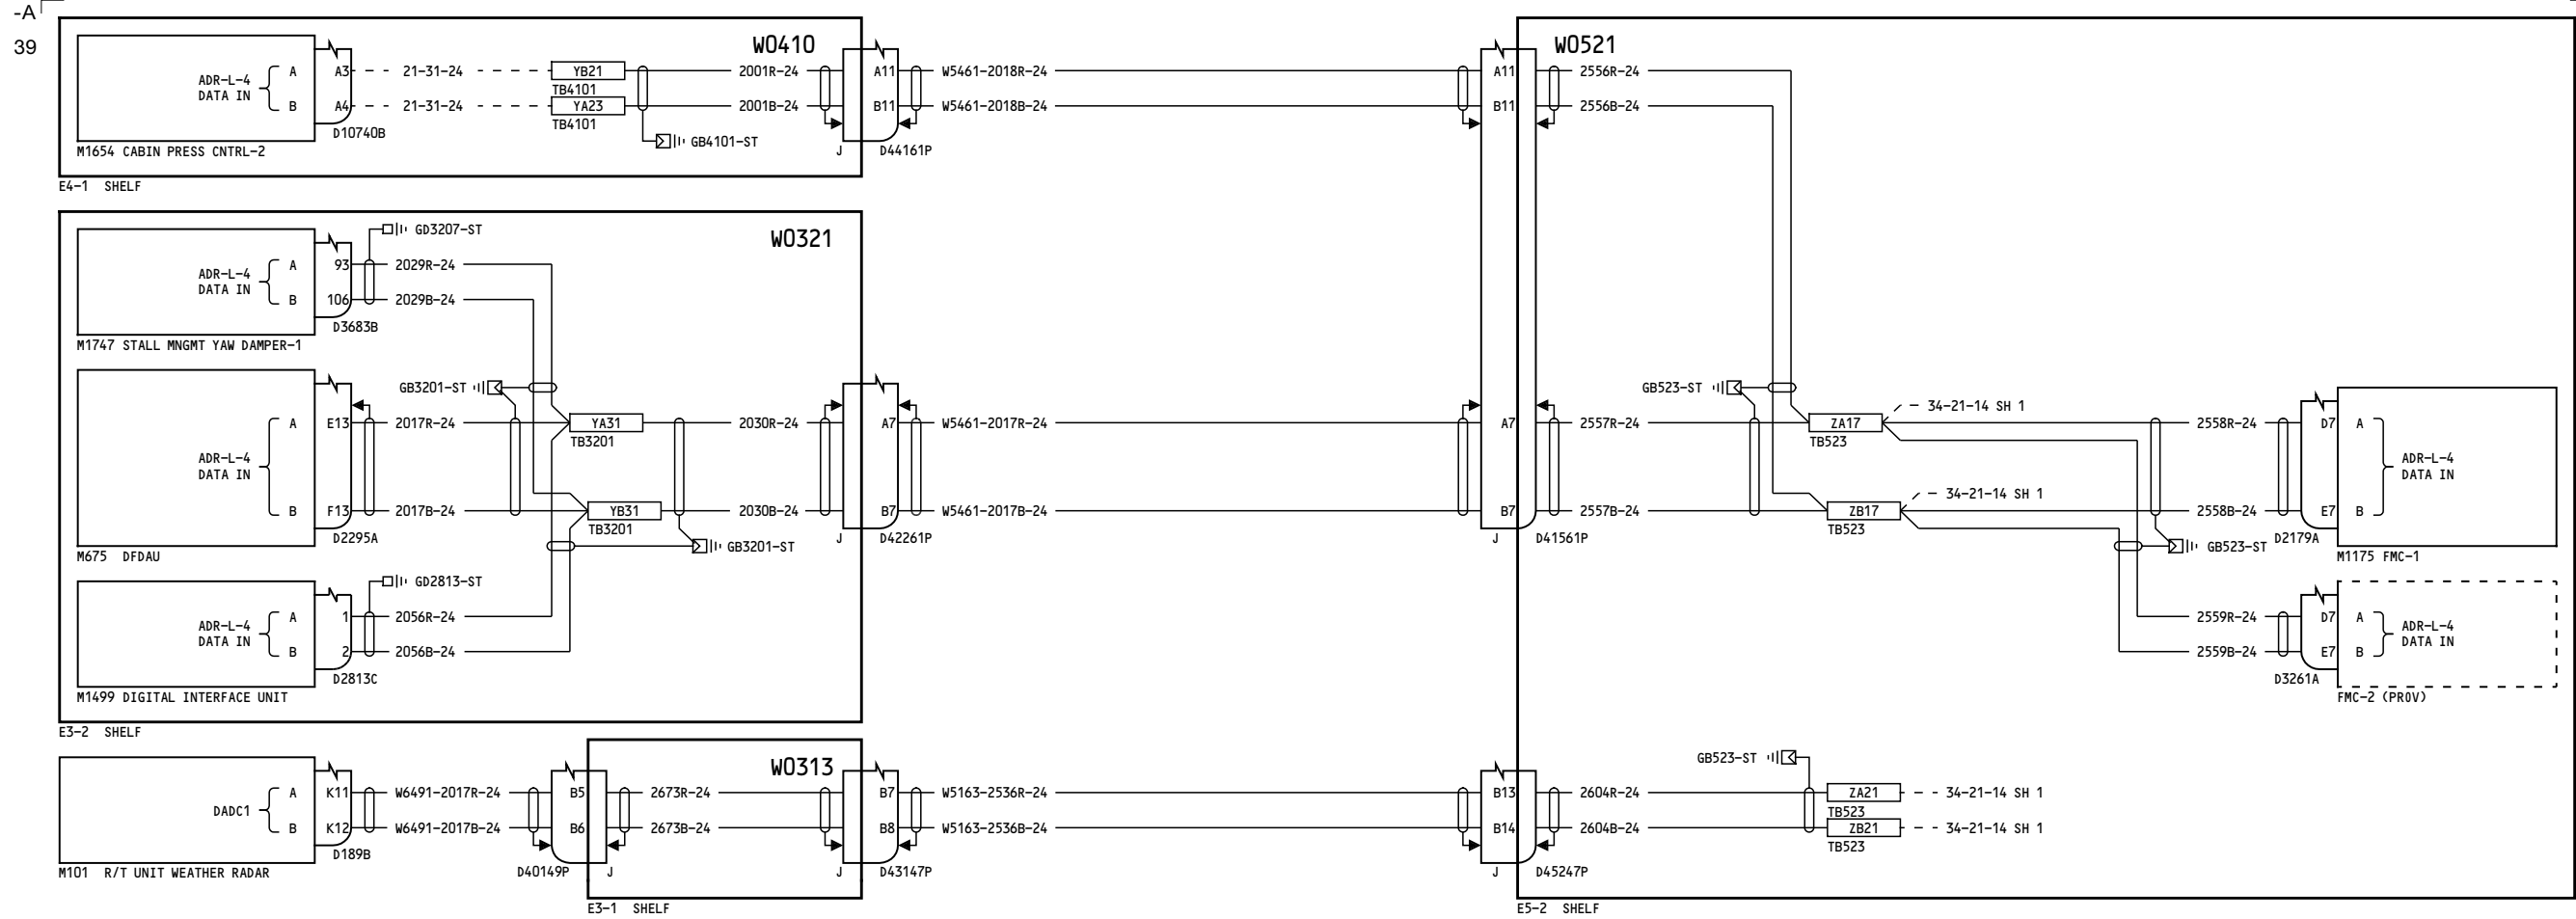 -A
39
W0410
ADR-L-4
DATA IN
A
B
A3
A4
21-31-24
21-31-24
YB21
TB4101
YA23
TB4101
2001R-24
2001B-24
A11
B11
W5461-2018R-24
W5461-2018B-24
GB4101-ST
D10740B
M1654 CABIN PRESS CNTRL-2
J
D44161P
E4-1 SHELF
W0521
A11
B11
2556R-24
2556B-24
W0321
GD3207-ST
ADR-L-4
DATA IN
A
B
93
106
2029R-24
2029B-24
D3683B
M1747 STALL MNGMT YAW DAMPER-1
GB3201-ST
ADR-L-4
DATA IN
A
B
E13
F13
2017R-24
2017B-24
YA31
TB3201
YB31
TB3201
2030R-24
2030B-24
A7
B7
W5461-2017R-24
W5461-2017B-24
D2295A
M675 DFDAU
GB3201-ST
J
D42261P
GD2813-ST
ADR-L-4
DATA IN
A
B
1
2
2056R-24
2056B-24
D2813C
M1499 DIGITAL INTERFACE UNIT
E3-2 SHELF
A7
B7
2557R-24
2557B-24
J
D41561P
GB523-ST
ZA17
TB523
ZB17
TB523
34-21-14 SH 1
34-21-14 SH 1
2558R-24
2558B-24
GB523-ST
D7
E7
A
B
ADR-L-4
DATA IN
D2179A
M1175 FMC-1
2559R-24
2559B-24
D7
E7
A
B
ADR-L-4
DATA IN
D3261A
FMC-2 (PROV)
W0313
DADC1
A
B
K11
K12
W6491-2017R-24
W6491-2017B-24
B5
B6
2673R-24
2673B-24
B7
B8
W5163-2536R-24
W5163-2536B-24
D189B
M101 R/T UNIT WEATHER RADAR
D40149P
J
J
D43147P
E3-1 SHELF
B13
B14
2604R-24
2604B-24
J
D45247P
GB523-ST
ZA21
TB523
ZB21
TB523
34-21-14 SH 1
34-21-14 SH 1
E5-2 SHELF